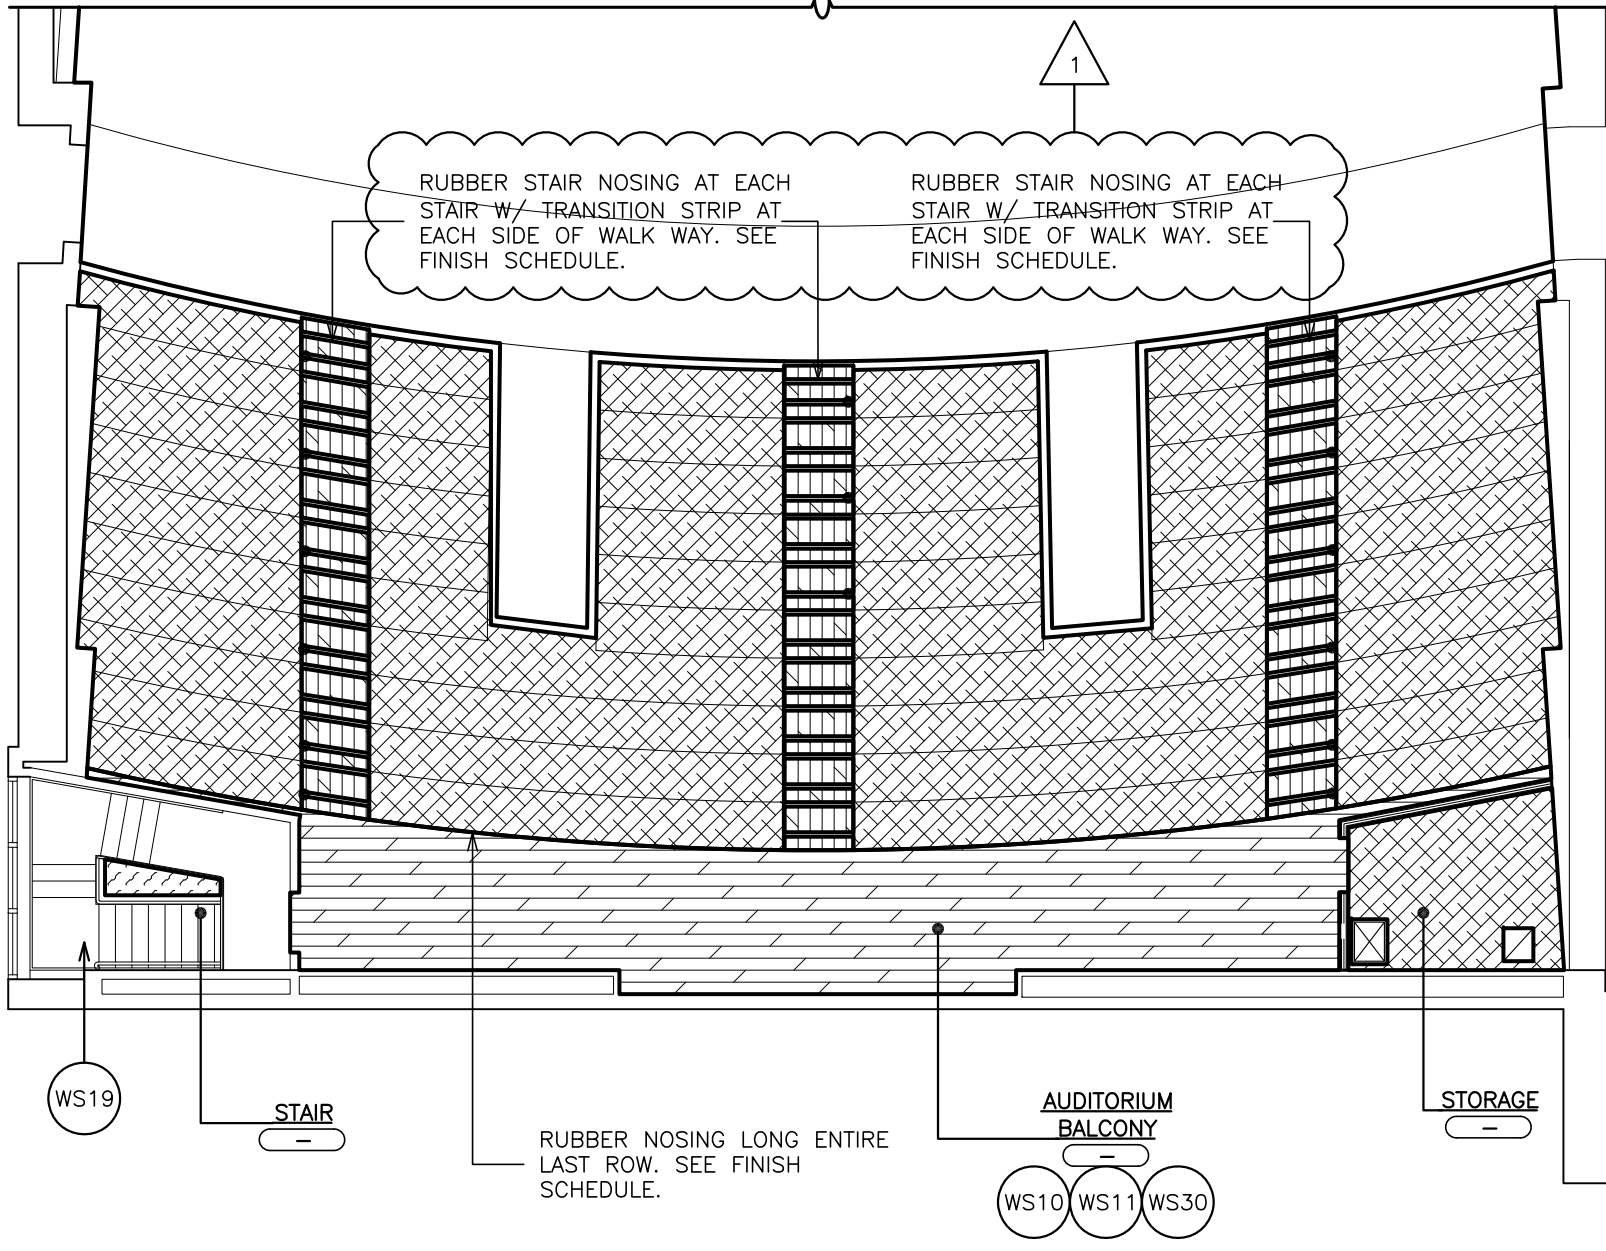 1
RUBBER STAIR NOSING AT EACH
STAIR W/ TRANSITION STRIP AT
EACH SIDE OF WALK WAY. SEE
FINISH SCHEDULE.
RUBBER STAIR NOSING AT EACH
STAIR W/ TRANSITION STRIP AT
EACH SIDE OF WALK WAY. SEE
FINISH SCHEDULE.
WS19
STAIR
-
RUBBER NOSING LONG ENTIRE
LAST ROW. SEE FINISH
SCHEDULE.
AUDITORIUM
BALCONY
-
WS10 WS11 WS30
STORAGE
-